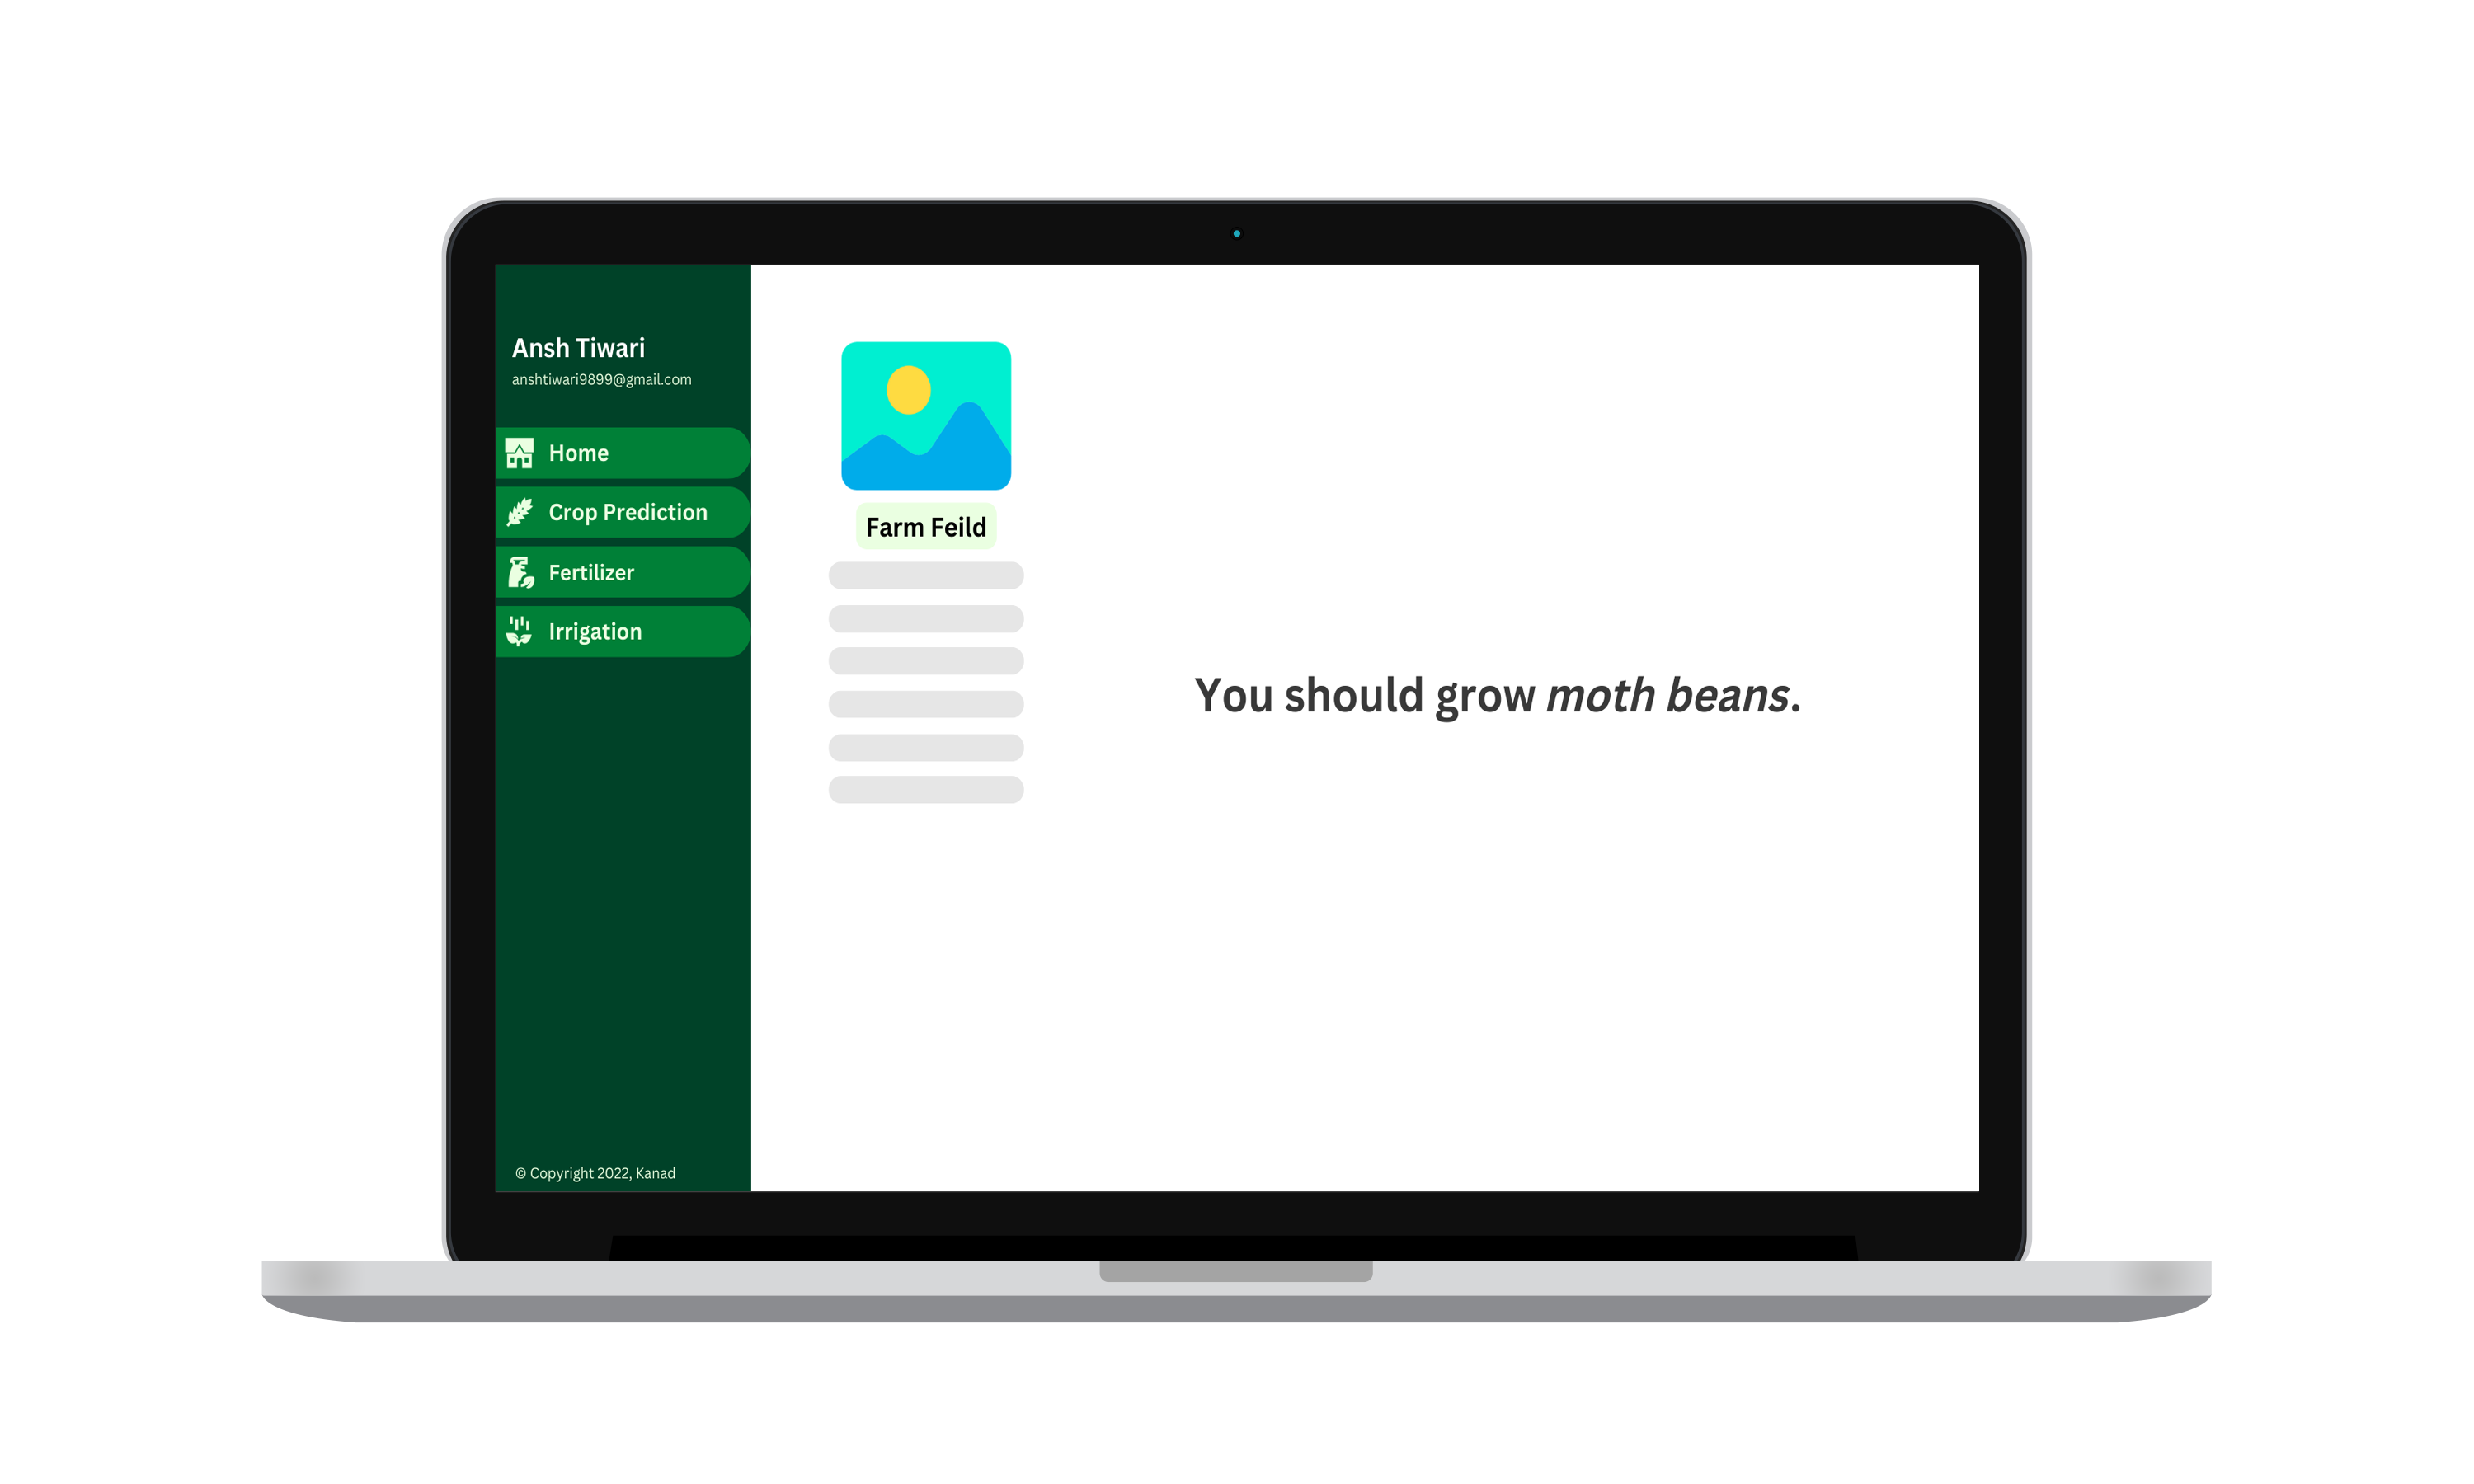 Ansh Tiwari
anshtiwari9899@gmail.com
Home
Crop Prediction
Fertilizer
Irrigation
© Copyright 2022, Kanad
Farm Feild
You should grow moth beans.